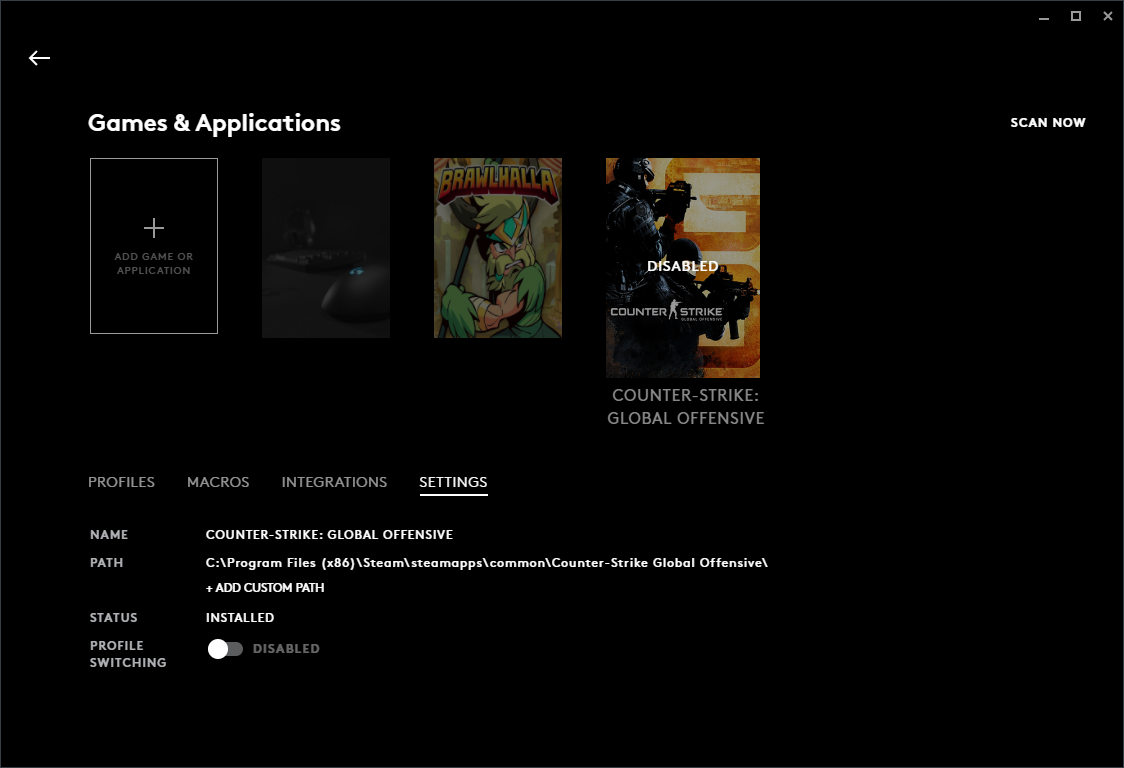 Games & Applications
SCAN NOW
ADD GAME OR
APPLICATION
BRAWLHALLA
DISABLED
COUNTER STRIKE
GLOBAL OFFENSIVE
COUNTER-STRIKE:
GLOBAL OFFENSIVE
PROFILES MACROS INTEGRATIONS SETTINGS
NAME COUNTER-STRIKE: GLOBAL OFFENSIVE
PATH C:\Program Files (x86)\Steam\steamapps\common\Counter-Strike Global Offensive\
+ ADD CUSTOM PATH
STATUS INSTALLED
PROFILE
SWITCHING DISABLED